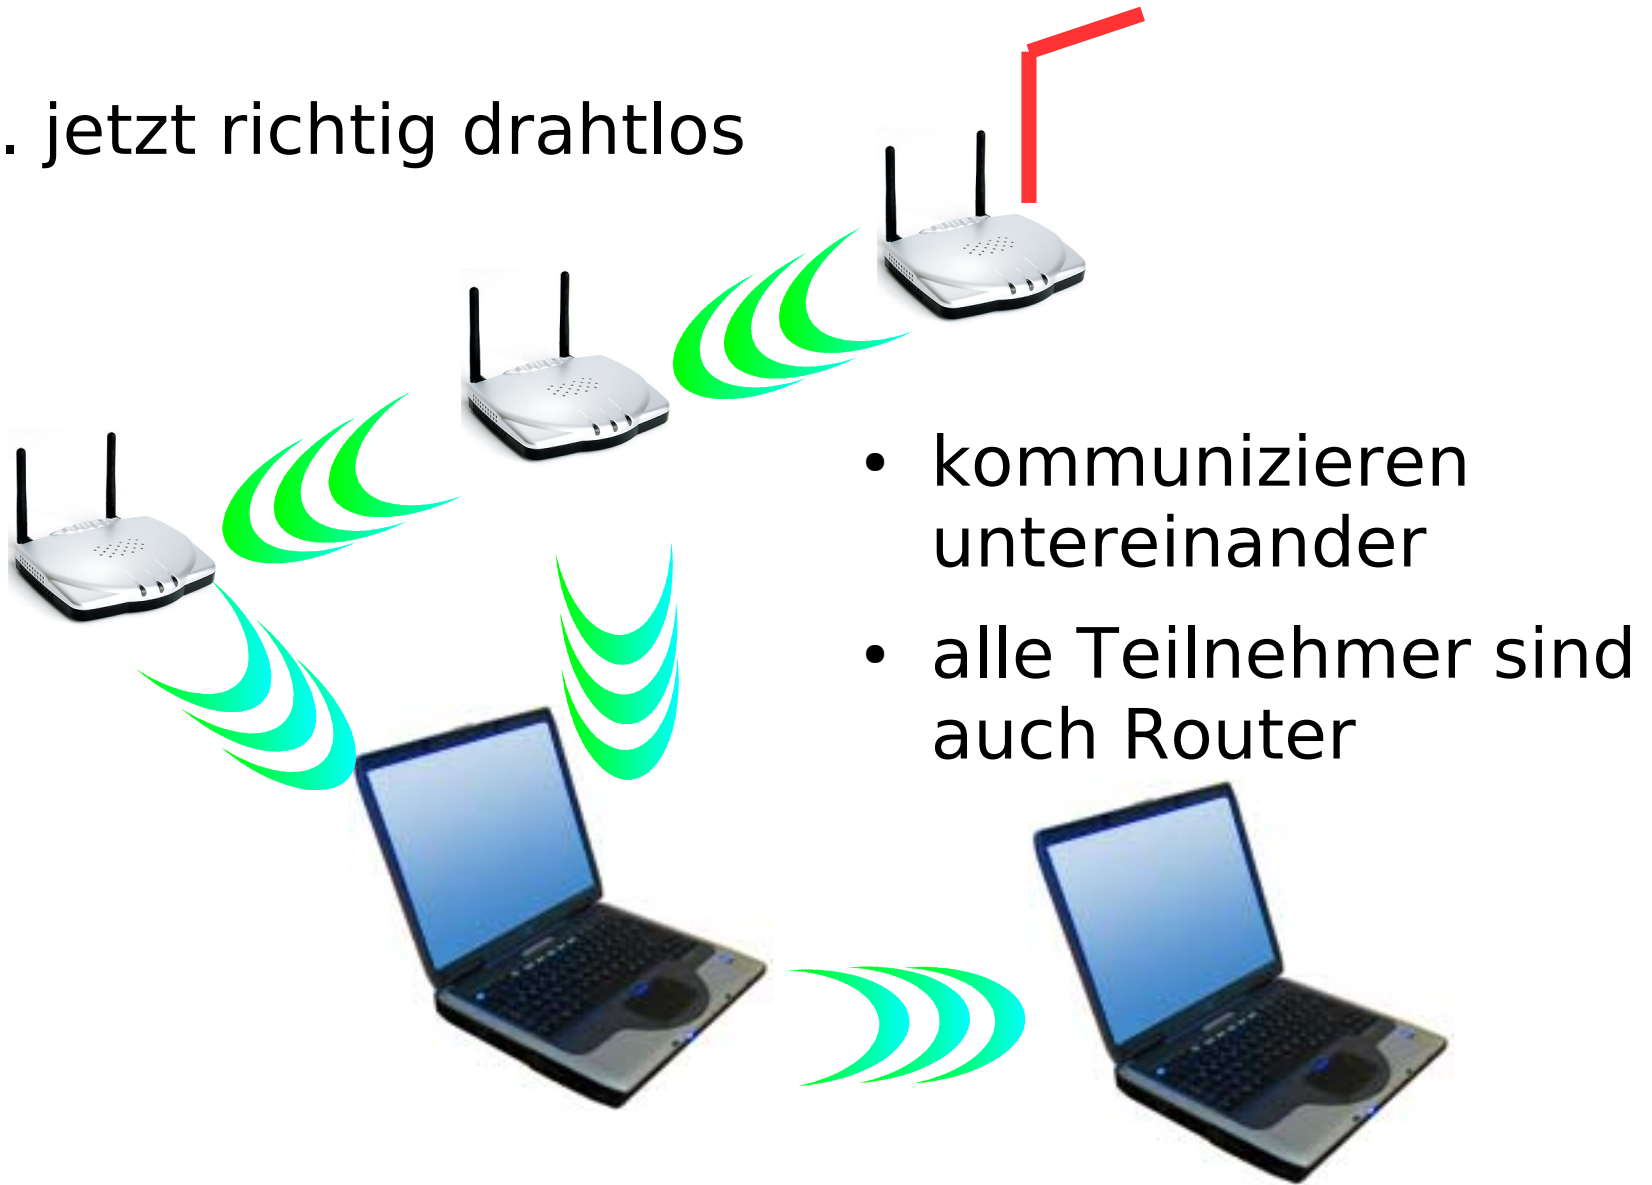 . jetzt richtig drahtlos
• kommunizieren
untereinander
• alle Teilnehmer sind
auch Router